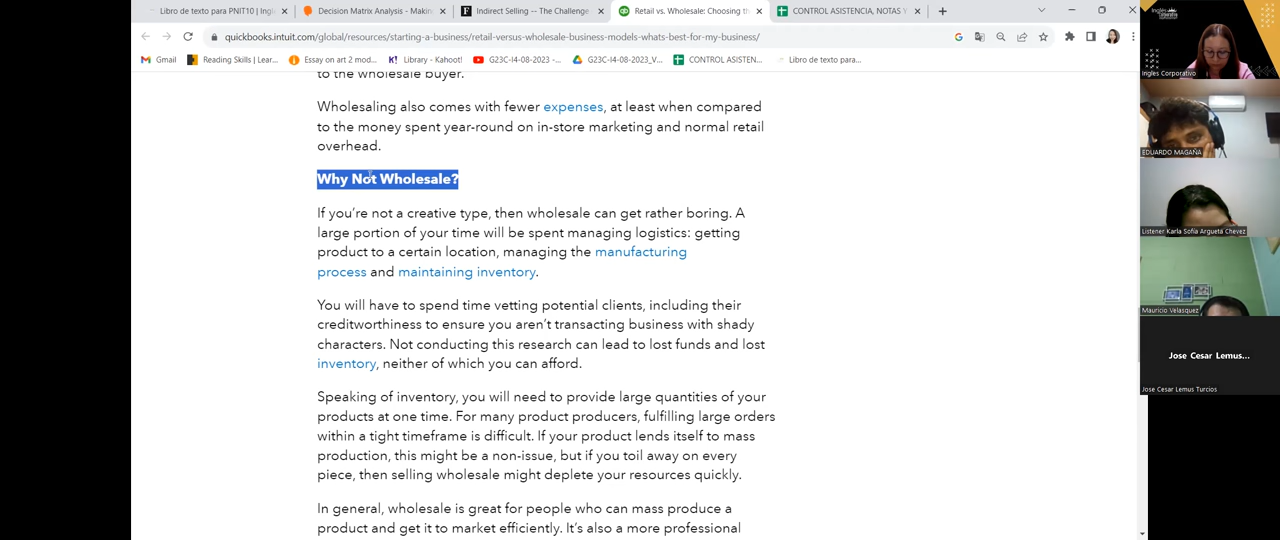 Libro de texto para PNIT10 | Ingl
Decision Matrix Analysis - Makin
Indirect Selling -- The Challenge
Retail vs. Wholesale: Choosing th
CONTROL ASISTENCIA, NOTAS Y
quickbooks.intuit.com/global/resources/starting-a-business/retail-versus-wholesale-business-models-whats-best-for-my-business/
Gmail
Reading Skills | Lear...
Essay on art 2 mod...
Library - Kahoot!
G23C-I4-08-2023 -...
G23C-I4-08-2023_V...
CONTROL ASISTEN...
Libro de texto para...
to the wholesale buyer.
Wholesaling also comes with fewer expenses, at least when compared
to the money spent year-round on in-store marketing and normal retail
overhead.
Why Not Wholesale?
If you're not a creative type, then wholesale can get rather boring. A
large portion of your time will be spent managing logistics: getting
product to a certain location, managing the manufacturing
process and maintaining inventory.
You will have to spend time vetting potential clients, including their
creditworthiness to ensure you aren't transacting business with shady
characters. Not conducting this research can lead to lost funds and lost
inventory, neither of which you can afford.
Speaking of inventory, you will need to provide large quantities of your
products at one time. For many product producers, fulfilling large orders
within a tight timeframe is difficult. If your product lends itself to mass
production, this might be a non-issue, but if you toil away on every
piece, then selling wholesale might deplete your resources quickly.
In general, wholesale is great for people who can mass produce a
product and get it to market efficiently. It's also a more professional
Inglés Corporativo
EDUARDO MAGAÑA
Listener Karla Sofia Argueta Chevez
Mauricio Velasquez
Jose Cesar Lemus...
Jose Cesar Lemus Turcios